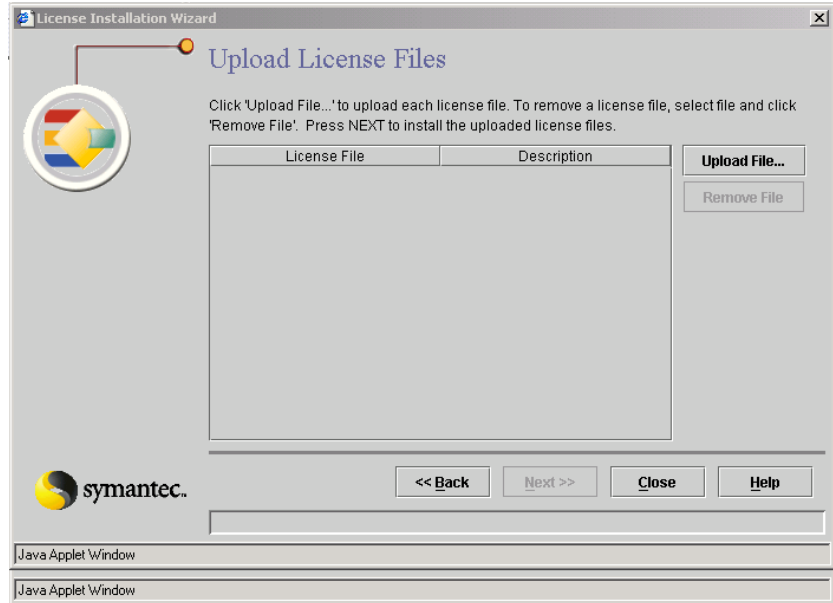 License Installation Wizard
Upload License Files
Click 'Upload File...' to upload each license file. To remove a license file, select file and click
'Remove File'. Press NEXT to install the uploaded license files.
License File
Description
Upload File...
Remove File
symantec.
<< Back
Next >>
Close
Help
Java Applet Window
Java Applet Window